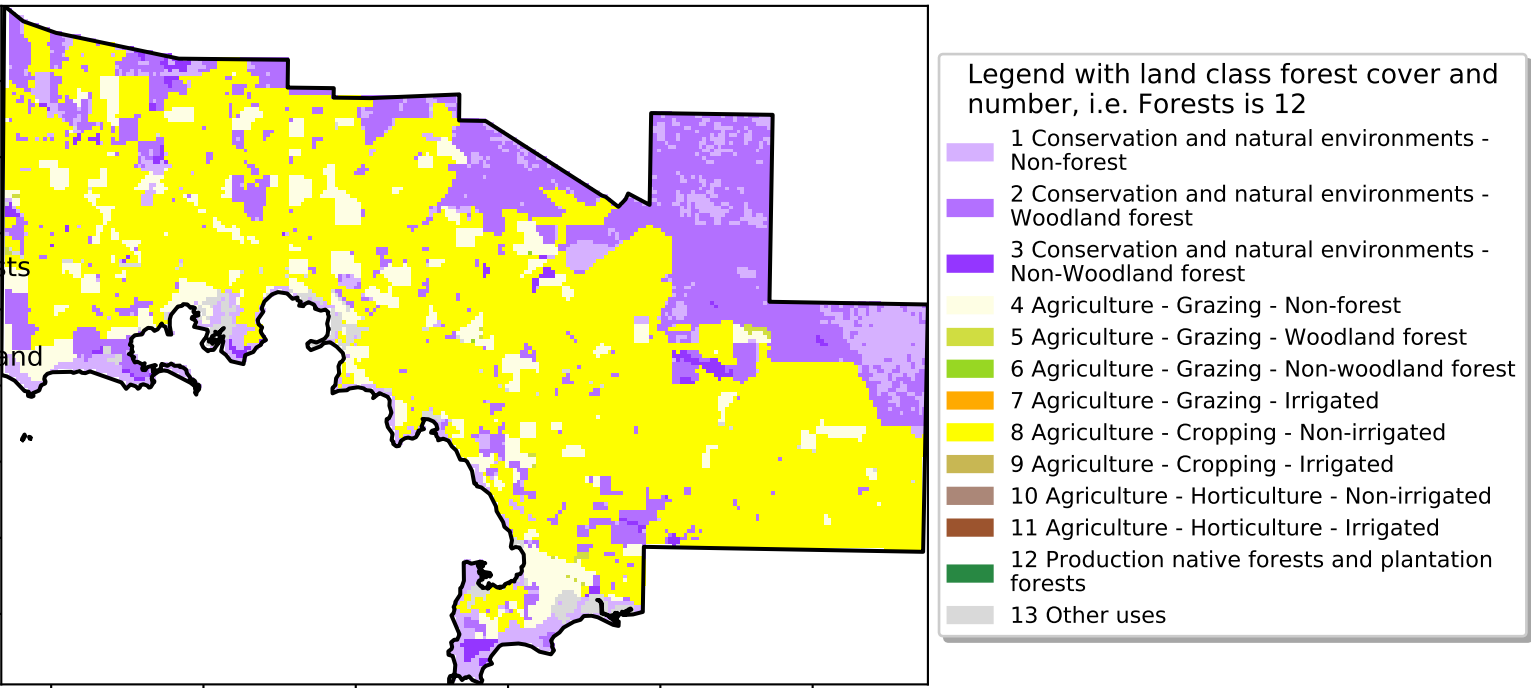 Legend with land class forest cover and
number, i.e. Forests is 12
1 Conservation and natural environments -
Non-forest
2 Conservation and natural environments -
Woodland forest
3 Conservation and natural environments -
Non-Woodland forest
sts
4 Agriculture - Grazing - Non-forest
5 Agriculture - Grazing - Woodland forest
and
6 Agriculture - Grazing - Non-woodland forest
7 Agriculture - Grazing - Irrigated
8 Agriculture - Cropping - Non-irrigated
9 Agriculture - Cropping - Irrigated
10 Agriculture - Horticulture - Non-irrigated
11 Agriculture - Horticulture - Irrigated
12 Production native forests and plantation
forests
13 Other uses